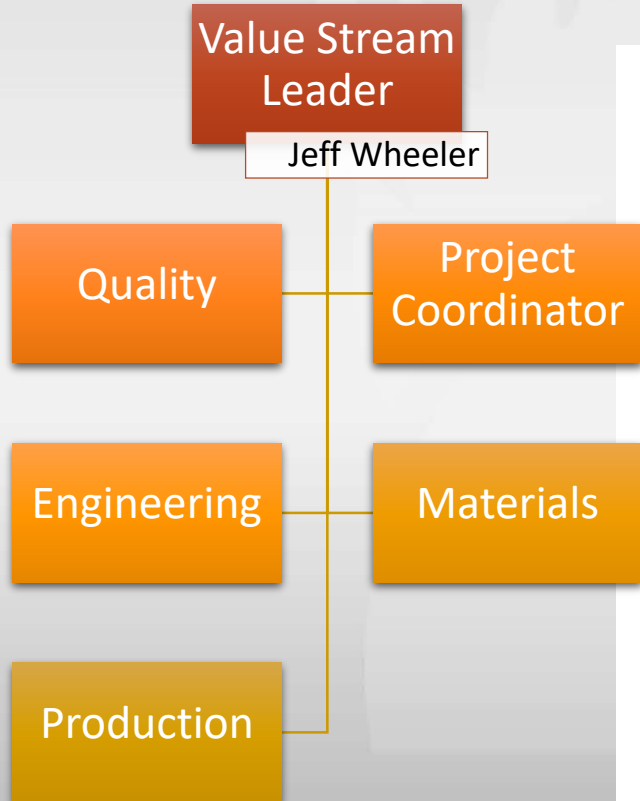 Value Stream
Leader
Jeff Wheeler
Quality
Project
Coordinator
Engineering
Materials
Production